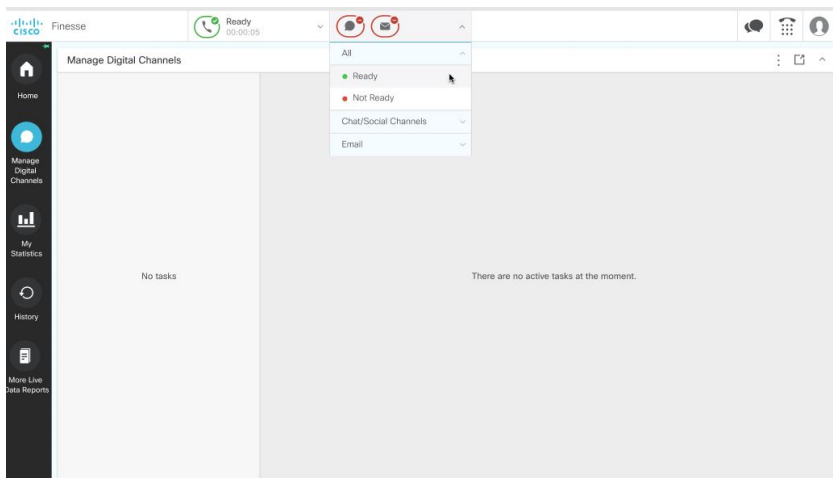 CISCO
Finesse
Ready
00:00:05
Manage Digital Channels
All
Ready
Not Ready
Chat/Social Channels
Email
Home
Manage
Digital
Channels
My
Statistics
History
More Live
Data Reports
No tasks
There are no active tasks at the moment.